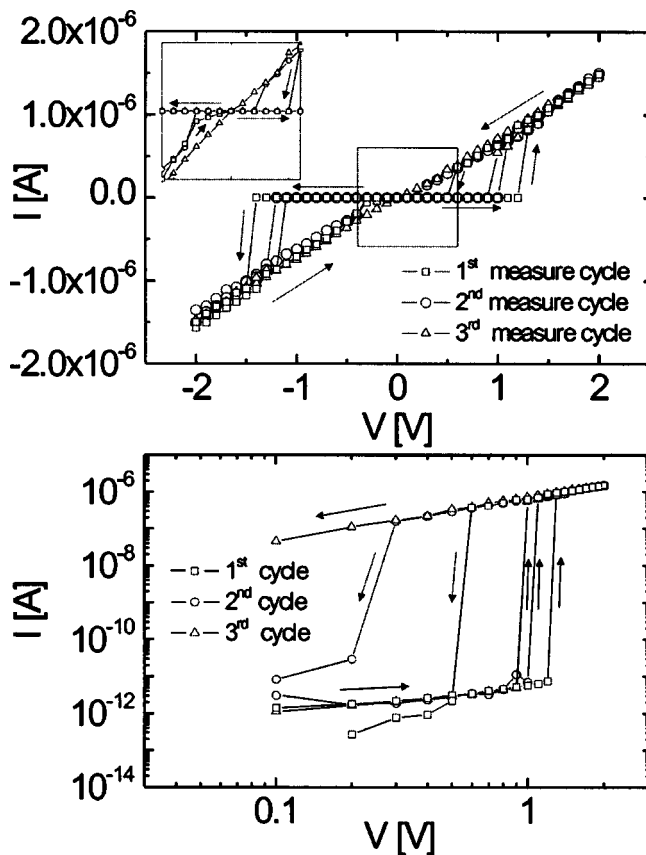 2.0x10⁻⁶
1.0x10⁻⁶
0.0
-1.0x10⁻⁶
-2.0x10⁻⁶
I [A]
1ˢᵗ measure cycle
2ⁿᵈ measure cycle
3ʳᵈ measure cycle
-2 -1 0 1 2
V [V]
10⁻⁶
10⁻⁸
10⁻¹⁰
10⁻¹²
10⁻¹⁴
I [A]
1ˢᵗ cycle
2ⁿᵈ cycle
3ʳᵈ cycle
0.1 1
V [V]